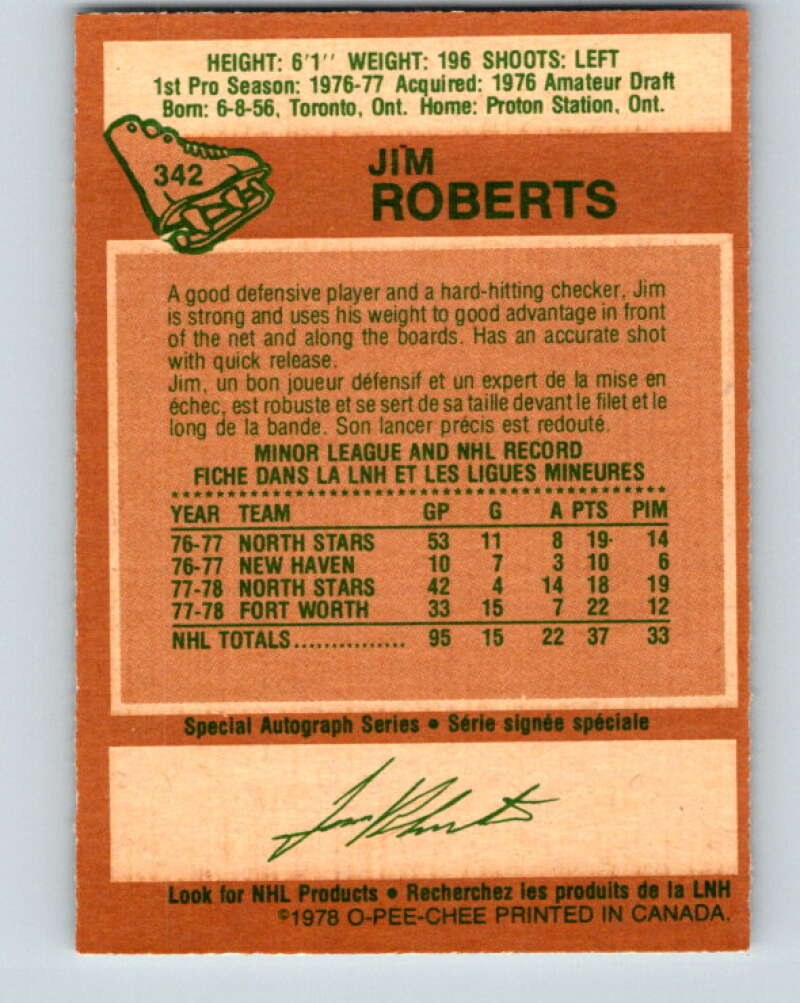 HEIGHT: 6'1'' WEIGHT: 196 SHOOTS: LEFT
1st Pro Season: 1976-77 Acquired: 1976 Amateur Draft
Born: 6-8-56, Toronto, Ont. Home: Proton Station, Ont.
342
JIM
ROBERTS
A good defensive player and a hard-hitting checker, Jim
is strong and uses his weight to good advantage in front
of the net and along the boards. Has an accurate shot
with quick release.
Jim, un bon joueur défensif et un expert de la mise en
échec, est robuste et se sert de sa taille devant le filet et le
long de la bande. Son lancer précis est redouté.
MINOR LEAGUE AND NHL RECORD
FICHE DANS LA LNH ET LES LIGUES MINEURES
YEAR TEAM GP G A PTS PIM
76-77 NORTH STARS 53 11 8 19 14
76-77 NEW HAVEN 10 7 3 10 6
77-78 NORTH STARS 42 4 14 18 19
77-78 FORT WORTH 33 15 7 22 12
NHL TOTALS............... 95 15 22 37 33
Special Autograph Series • Série signée spéciale
Jim Roberts
Look for NHL Products • Recherchez les produits de la LNH
©1978 O-PEE-CHEE PRINTED IN CANADA.